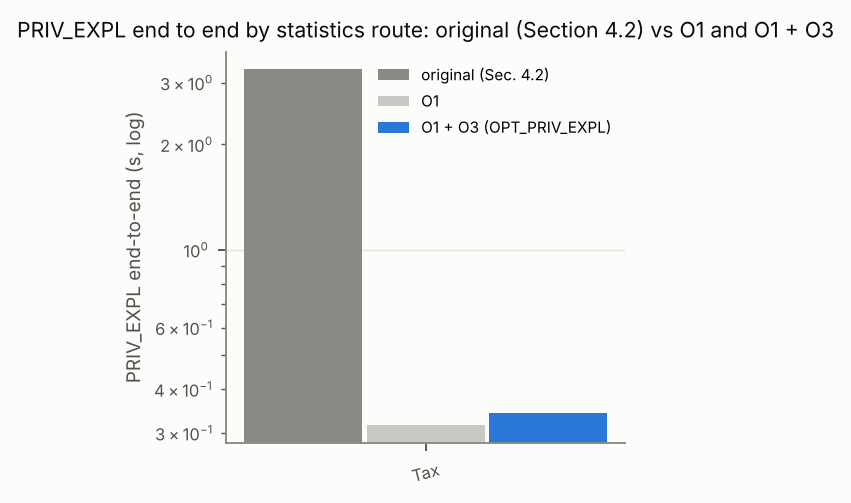 PRIV_EXPL end to end by statistics route: original (Section 4.2) vs O1 and O1 + O3
original (Sec. 4.2)
O1
O1 + O3 (OPT_PRIV_EXPL)
PRIV_EXPL end-to-end (s, log)
3 × 10⁰
2 × 10⁰
10⁰
6 × 10⁻¹
4 × 10⁻¹
3 × 10⁻¹
Tax